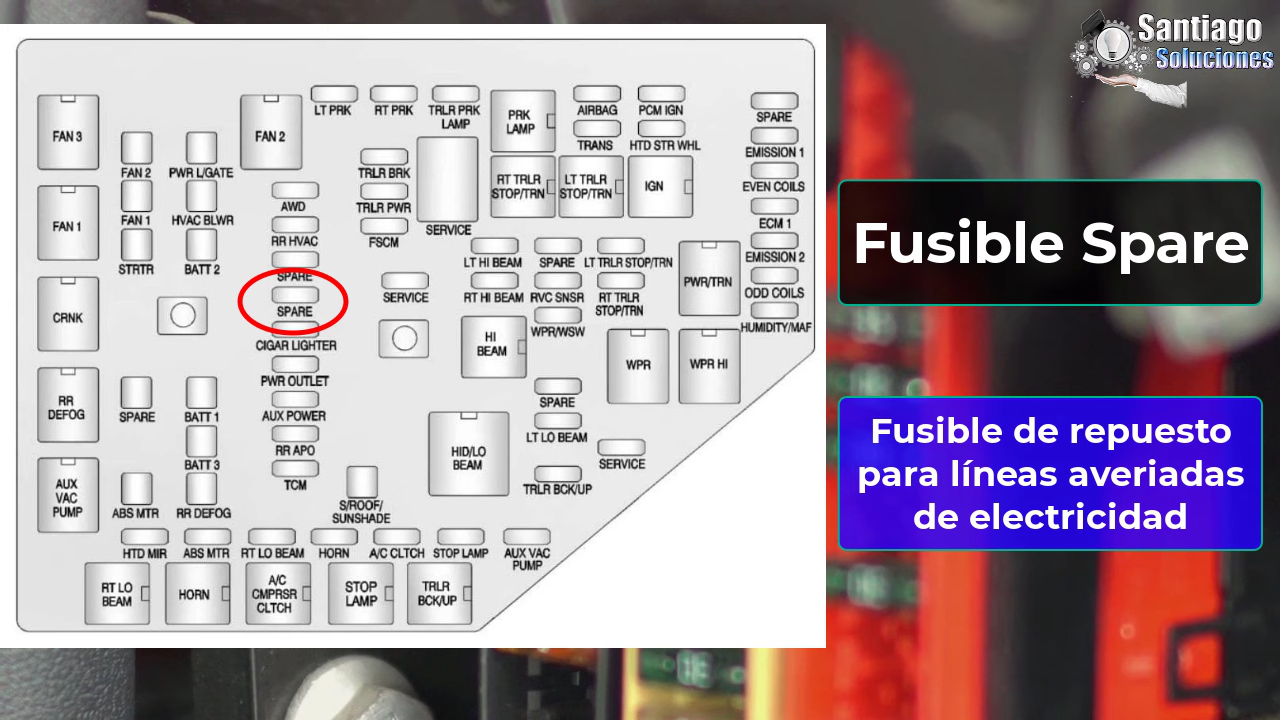 Santiago
Soluciones
Fusible Spare
Fusible de repuesto
para líneas averiadas
de electricidad
FAN 3
FAN 1
CRNK
RR
DEFOG
AUX
VAC
PUMP
FAN 2
FAN 1
STRTR
SPARE
ABS MTR
PWR L/GATE
HVAC BLWR
BATT 2
BATT 1
BATT 3
RR DEFOG
FAN 2
AWD
RR HVAC
SPARE
SPARE
CIGAR LIGHTER
PWR OUTLET
AUX POWER
RR APO
TCM
LT PRK
RT PRK
TRLR PRK
LAMP
TRLR BRK
TRLR PWR
FSCM
SERVICE
SERVICE
S/ROOF/
SUNSHADE
PRK
LAMP
RT TRLR
STOP/TRN
LT TRLR
STOP/TRN
IGN
AIRBAG
PCM IGN
TRANS
HTD STR WHL
LT HI BEAM
SPARE
LT TRLR STOP/TRN
RT HI BEAM
RVC SNSR
RT TRLR
STOP/TRN
WPR/WSW
HI
BEAM
PWR/TRN
WPR
WPR HI
SPARE
LT LO BEAM
HID/LO
BEAM
SERVICE
TRLR BCK/UP
SPARE
EMISSION 1
EVEN COILS
ECM 1
EMISSION 2
ODD COILS
HUMIDITY/MAF
HTD MIR
ABS MTR
RT LO BEAM
HORN
A/C CLTCH
STOP LAMP
AUX VAC
PUMP
RT LO
BEAM
HORN
A/C
CMPRSR
CLTCH
STOP
LAMP
TRLR
BCK/UP